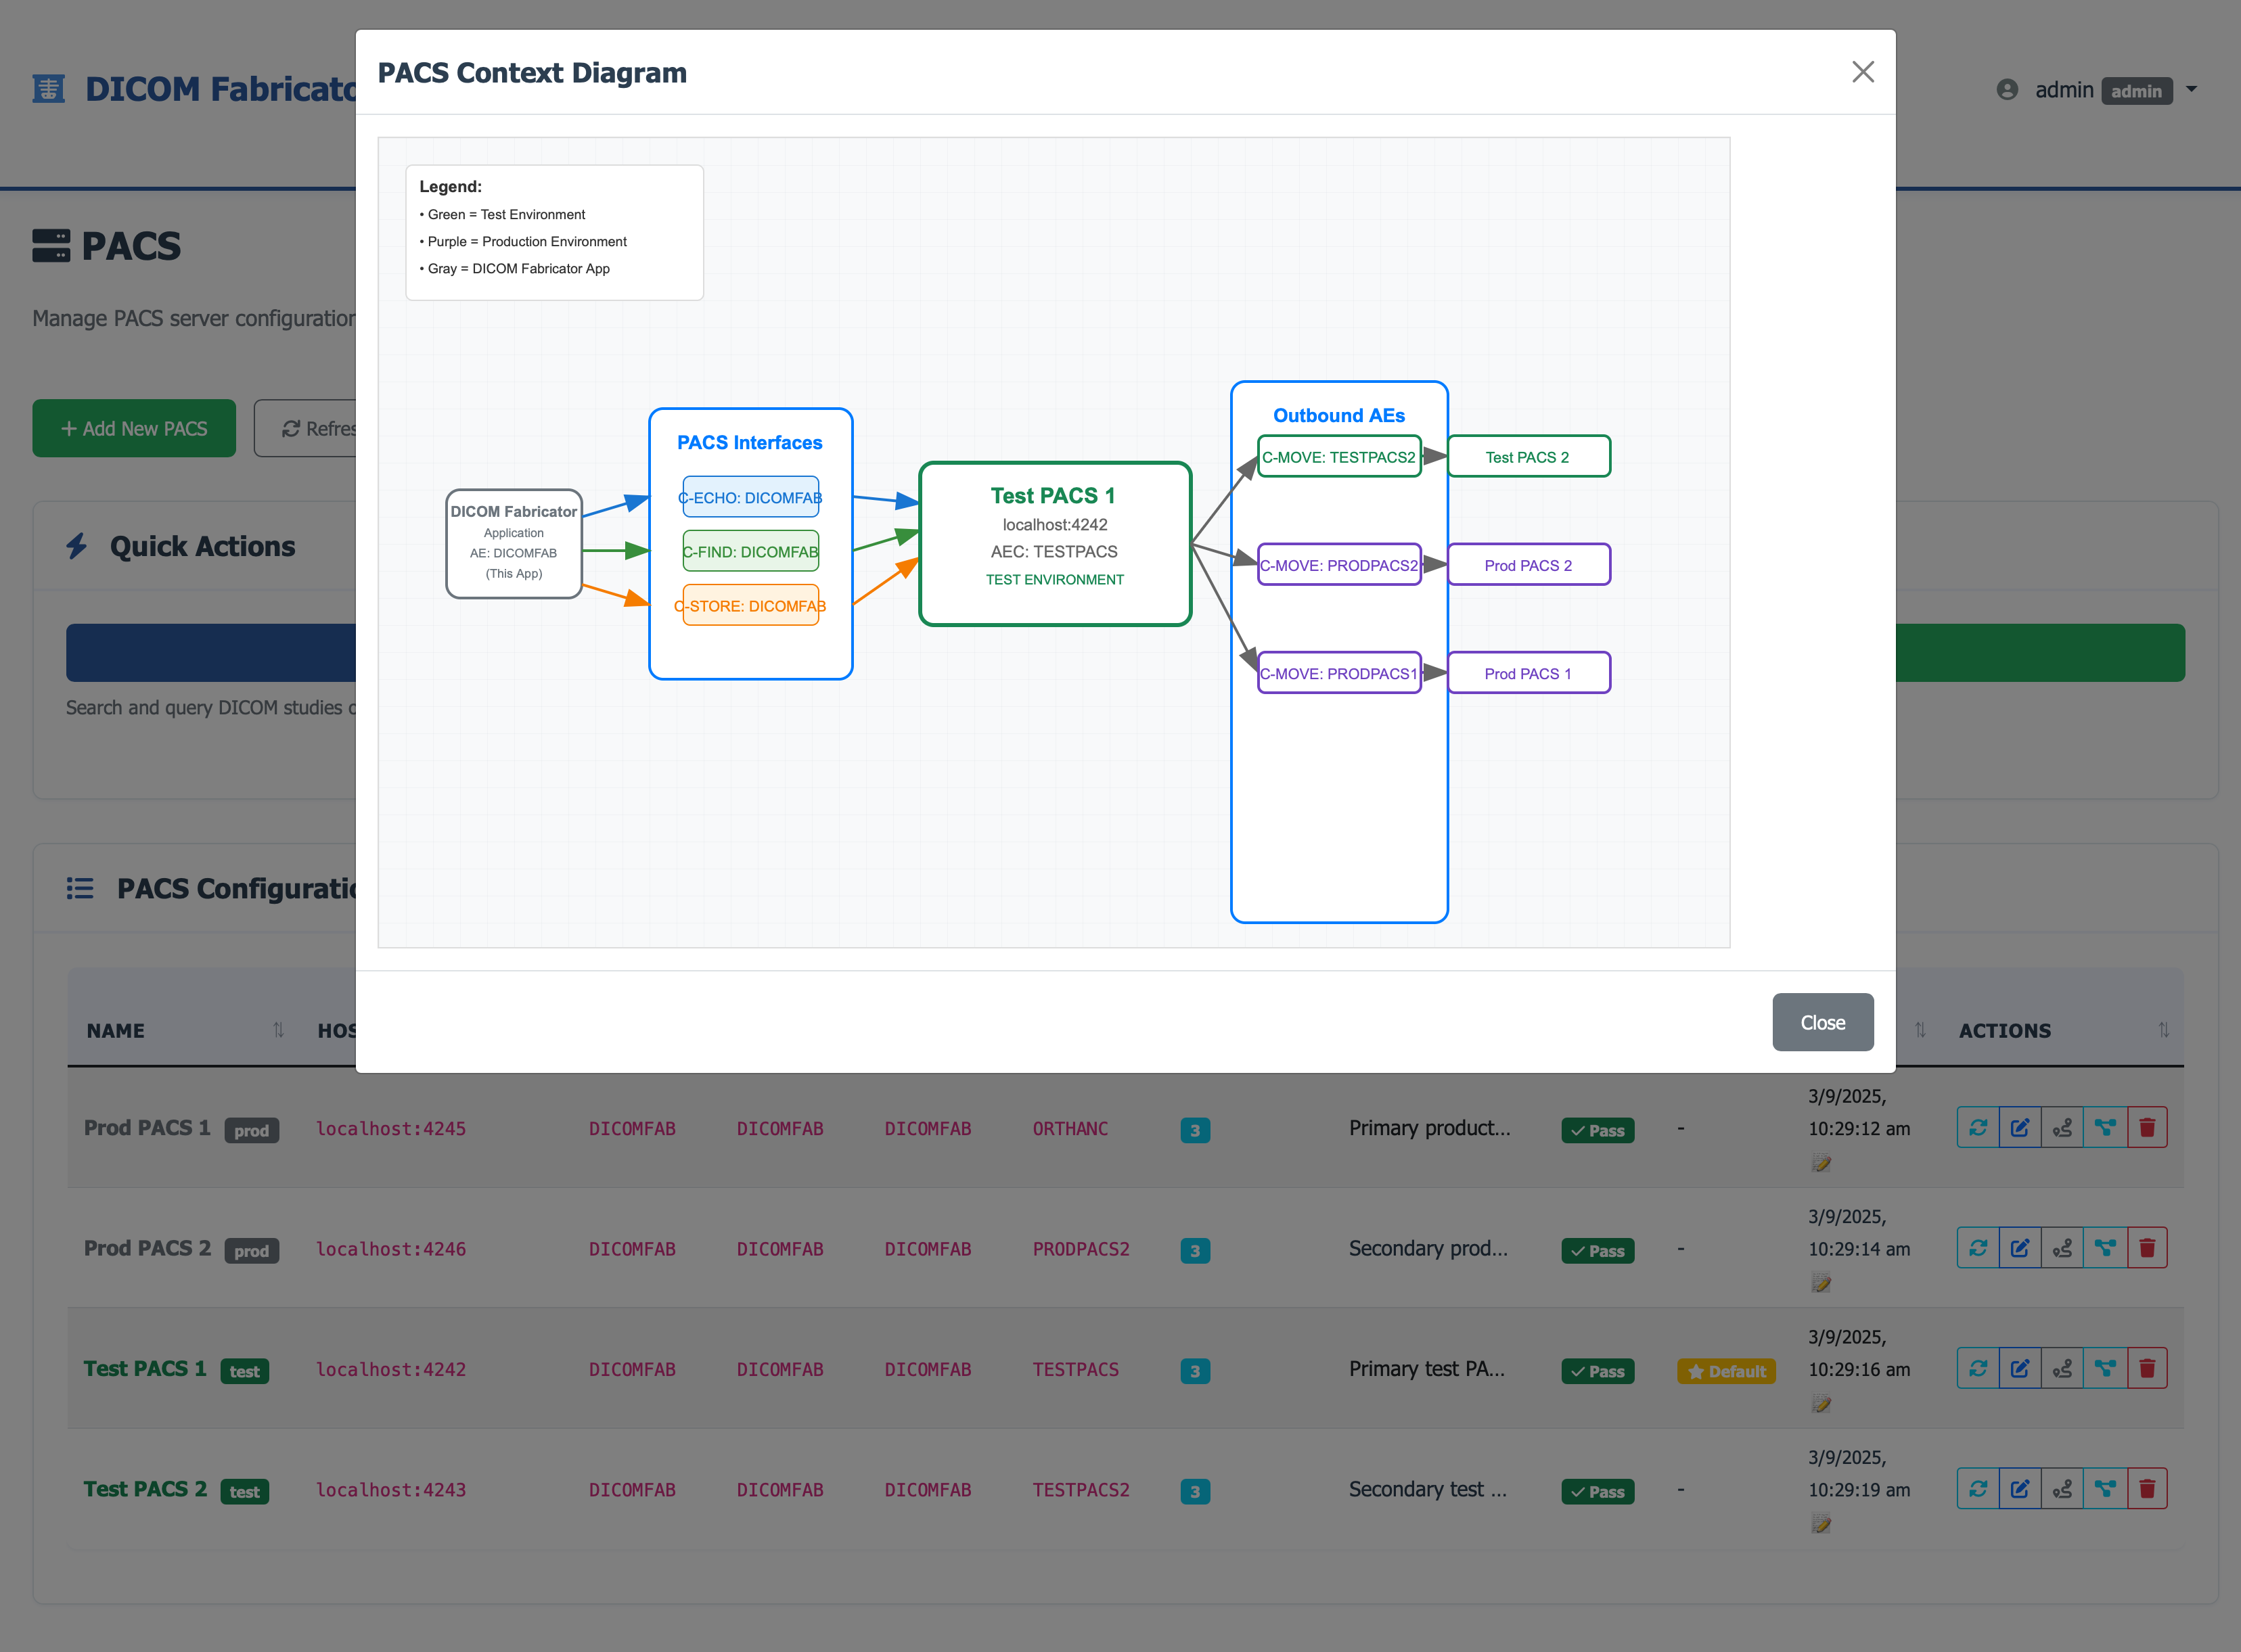 DICOM Fabricato
admin admin
PACS Context Diagram
PACS
Manage PACS server configuration
Add New PACS
Refres
Quick Actions
Search and query DICOM studies o
PACS Configuratio
Legend:
• Green = Test Environment
• Purple = Production Environment
• Gray = DICOM Fabricator App
DICOM Fabricator
Application
AE: DICOMFAB
(This App)
PACS Interfaces
C-ECHO: DICOMFAB
C-FIND: DICOMFAB
C-STORE: DICOMFAB
Test PACS 1
localhost:4242
AEC: TESTPACS
TEST ENVIRONMENT
Outbound AEs
C-MOVE: TESTPACS2
Test PACS 2
C-MOVE: PRODPACS2
Prod PACS 2
C-MOVE: PRODPACS1
Prod PACS 1
Close
NAME HOS ACTIONS
Prod PACS 1 prod localhost:4245 DICOMFAB DICOMFAB DICOMFAB ORTHANC 3 Primary product... Pass - 3/9/2025,
10:29:12 am
Prod PACS 2 prod localhost:4246 DICOMFAB DICOMFAB DICOMFAB PRODPACS2 3 Secondary prod... Pass - 3/9/2025,
10:29:14 am
Test PACS 1 test localhost:4242 DICOMFAB DICOMFAB DICOMFAB TESTPACS 3 Primary test PA... Pass Default 3/9/2025,
10:29:16 am
Test PACS 2 test localhost:4243 DICOMFAB DICOMFAB DICOMFAB TESTPACS2 3 Secondary test ... Pass - 3/9/2025,
10:29:19 am